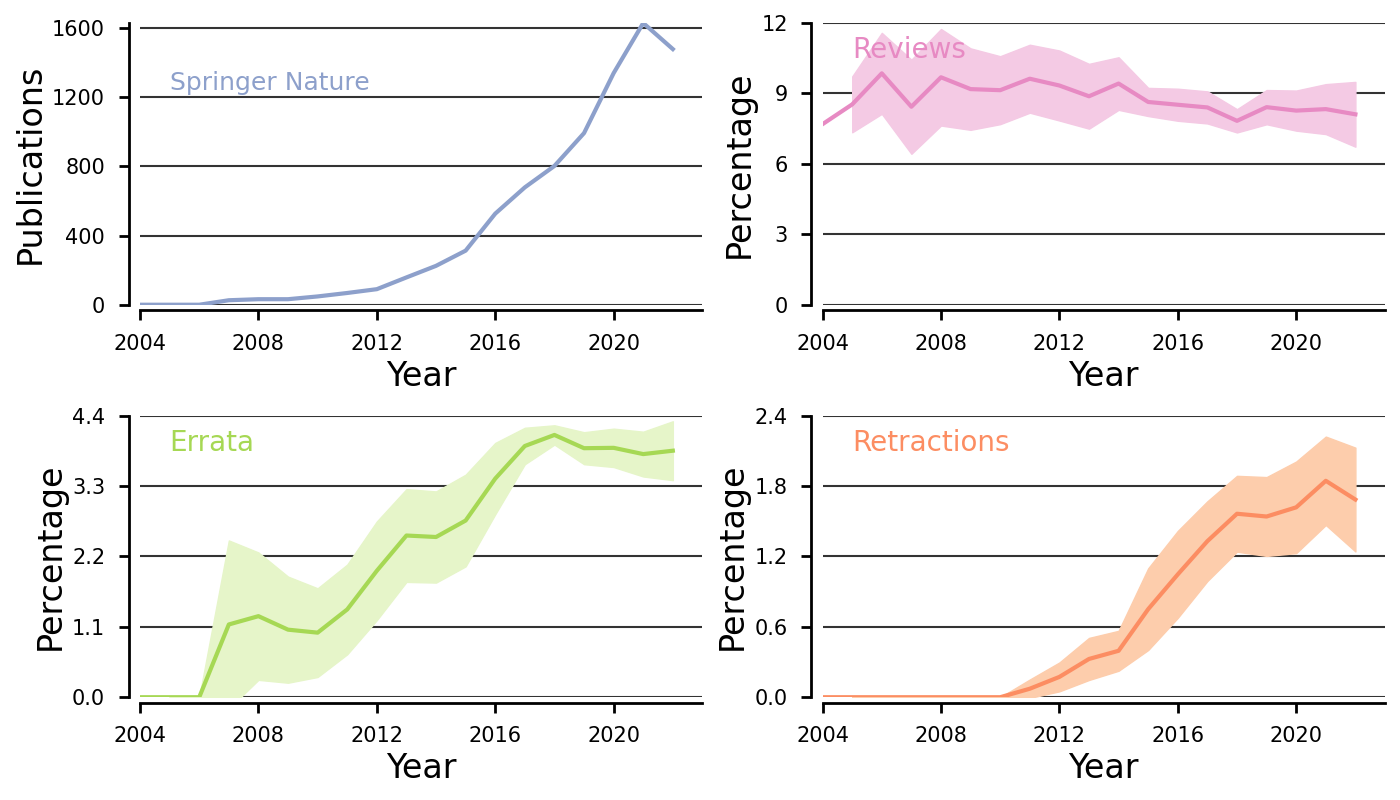 Publications
1600
1200
800
400
0
Springer Nature
2004 2008 2012 2016 2020
Year
Percentage
12
9
6
3
0
Reviews
2004 2008 2012 2016 2020
Year
Percentage
4.4
3.3
2.2
1.1
0.0
Errata
2004 2008 2012 2016 2020
Year
Percentage
2.4
1.8
1.2
0.6
0.0
Retractions
2004 2008 2012 2016 2020
Year